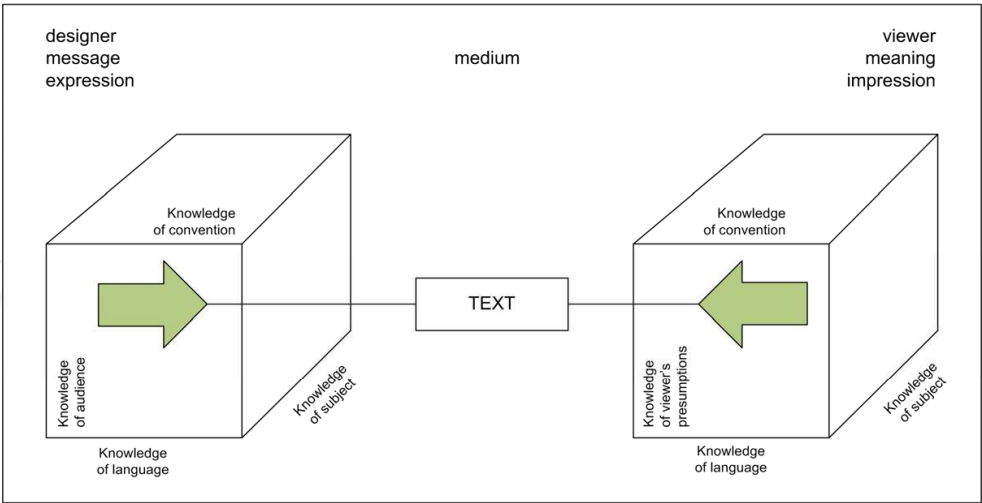 designer
message
expression
medium
viewer
meaning
impression
Knowledge
of convention
Knowledge
of audience
Knowledge
of language
Knowledge
of subject
TEXT
Knowledge
of convention
Knowledge
of viewer’s
presumptions
Knowledge
of language
Knowledge
of subject